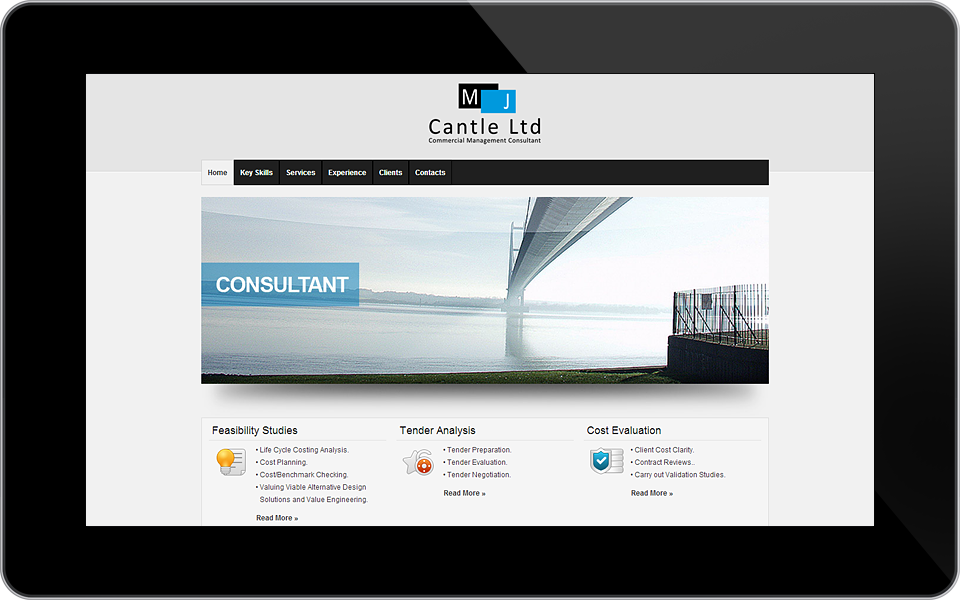 M J
Cantle Ltd
Commercial Management Consultant
Home Key Skills Services Experience Clients Contacts
CONSULTANT
Feasibility Studies
• Life Cycle Costing Analysis.
• Cost Planning.
• Cost/Benchmark Checking.
• Valuing Viable Alternative Design
Solutions and Value Engineering.
Read More »
Tender Analysis
• Tender Preparation.
• Tender Evaluation.
• Tender Negotiation.
Read More »
Cost Evaluation
• Client Cost Clarity.
• Contract Reviews..
• Carry out Validation Studies.
Read More »